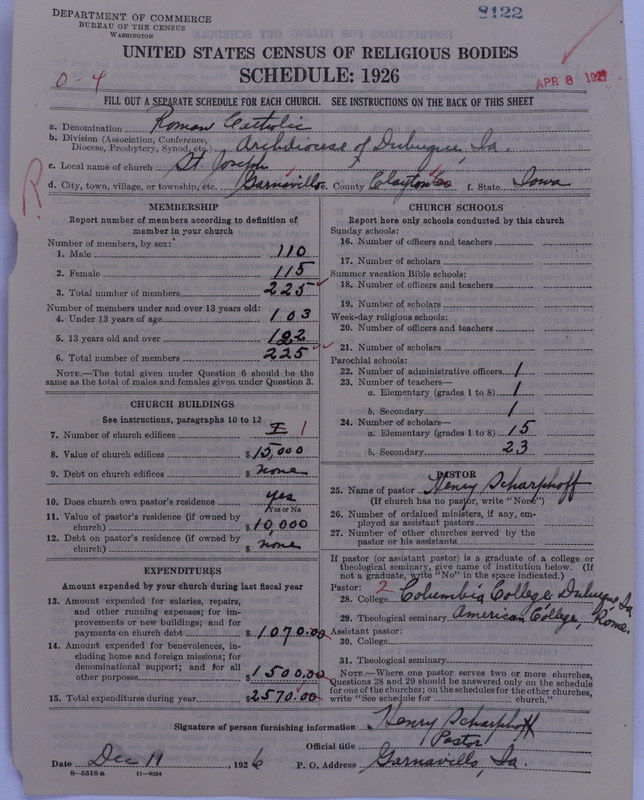 DEPARTMENT OF COMMERCE
BUREAU OF THE CENSUS
WASHINGTON
8122
UNITED STATES CENSUS OF RELIGIOUS BODIES
SCHEDULE: 1926
0-4
APR 8 192
FILL OUT A SEPARATE SCHEDULE FOR EACH CHURCH. SEE INSTRUCTIONS ON THE BACK OF THIS SHEET
a. Denomination Roman Catholic
b. Division (Association, Conference, Diocese, Presbytery, Synod, etc.) Archdiocese of Dubuque, Ia.
c. Local name of church St. Joseph
R
d. City, town, village, or township, etc. Garnavillo e. County Clayton Co f. State Iowa
MEMBERSHIP
Report number of members according to definition of member in your church
Number of members, by sex:
1. Male 110
2. Female 115
3. Total number of members 225
Number of members under and over 13 years old:
4. Under 13 years of age 103
5. 13 years old and over 122
6. Total number of members 225
NOTE.—The total given under Question 6 should be the same as the total of males and females given under Question 3.
CHURCH BUILDINGS
See instructions, paragraphs 10 to 12
7. Number of church edifices I 1
8. Value of church edifices $ 15,000
9. Debt on church edifices $ none
10. Does church own pastor's residence yes
Yes or No
11. Value of pastor's residence (if owned by church) $ 10,000
12. Debt on pastor's residence (if owned by church) $ none
EXPENDITURES
Amount expended by your church during last fiscal year
13. Amount expended for salaries, repairs, and other running expenses; for improvements or new buildings; and for payments on church debt $ 1070.00
14. Amount expended for benevolences, including home and foreign missions; for denominational support; and for all other purposes $ 1500.00
15. Total expenditures during year $ 2570.00
CHURCH SCHOOLS
Report here only schools conducted by this church
Sunday schools:
16. Number of officers and teachers
17. Number of scholars
Summer vacation Bible schools:
18. Number of officers and teachers
19. Number of scholars
Week-day religious schools:
20. Number of officers and teachers
21. Number of scholars
Parochial schools:
22. Number of administrative officers 1
23. Number of teachers—
a. Elementary (grades 1 to 8) 1
b. Secondary 1
24. Number of scholars—
a. Elementary (grades 1 to 8) 15
b. Secondary 23
PASTOR
25. Name of pastor Henry Scharphoff
(If church has no pastor, write "None")
26. Number of ordained ministers, if any, employed as assistant pastors
27. Number of other churches served by the pastor or his assistants
If pastor (or assistant pastor) is a graduate of a college or theological seminary, give name of institution below. (If not a graduate, write "No" in the space indicated.)
Pastor: 2
28. College Columbia College Dubuque Ia
29. Theological seminary American College, Rome.
Assistant pastor:
30. College
31. Theological seminary
NOTE.—Where one pastor serves two or more churches, Questions 28 and 29 should be answered only on the schedule for one of the churches; on the schedules for the other churches, write "See schedule for church."
Signature of person furnishing information Henry Scharphoff
Official title Pastor
Date Dec 11, 1926 P. O. Address Garnavillo, Ia.
8-5518a 11-9054